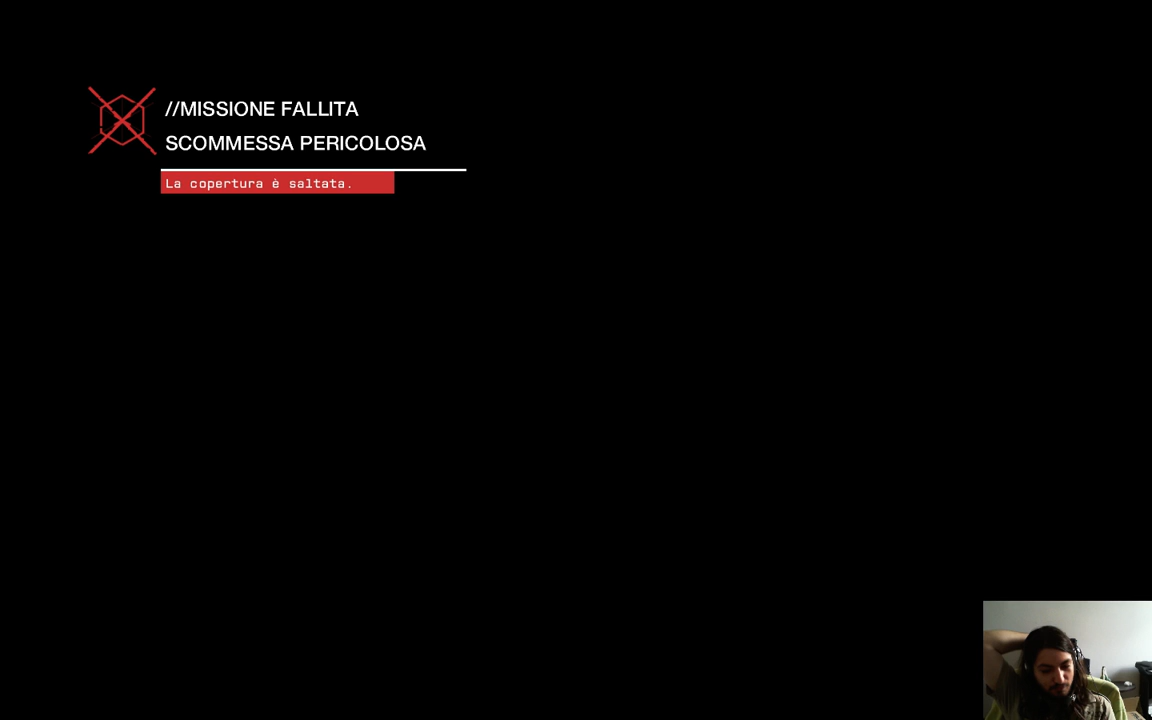 //MISSIONE FALLITA
SCOMMESSA PERICOLOSA
La copertura è saltata.